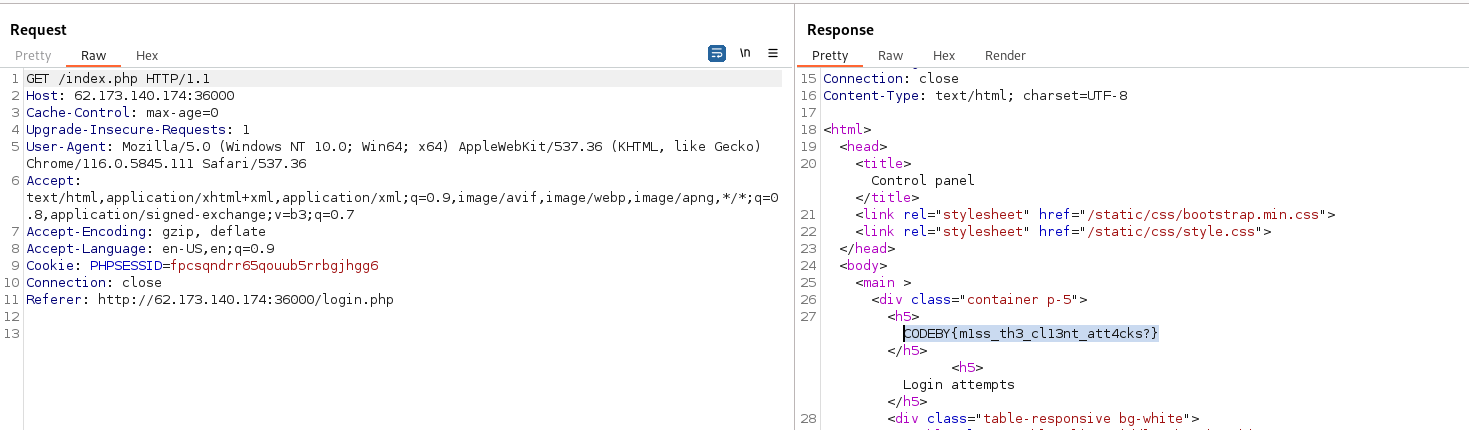 Request
Pretty Raw Hex
\n
1 GET /index.php HTTP/1.1
2 Host: 62.173.140.174:36000
3 Cache-Control: max-age=0
4 Upgrade-Insecure-Requests: 1
5 User-Agent: Mozilla/5.0 (Windows NT 10.0; Win64; x64) AppleWebKit/537.36 (KHTML, like Gecko)
Chrome/116.0.5845.111 Safari/537.36
6 Accept:
text/html,application/xhtml+xml,application/xml;q=0.9,image/avif,image/webp,image/apng,*/*;q=0
.8,application/signed-exchange;v=b3;q=0.7
7 Accept-Encoding: gzip, deflate
8 Accept-Language: en-US,en;q=0.9
9 Cookie: PHPSESSID=fpcsqndrr65qouub5rrbgjhgg6
10 Connection: close
11 Referer: http://62.173.140.174:36000/login.php
12
13
Response
Pretty Raw Hex Render
15 Connection: close
16 Content-Type: text/html; charset=UTF-8
17
18 <html>
19 <head>
20 <title>
Control panel
</title>
21 <link rel="stylesheet" href="/static/css/bootstrap.min.css">
22 <link rel="stylesheet" href="/static/css/style.css">
23 </head>
24 <body>
25 <main >
26 <div class="container p-5">
27 <h5>
CODEBY{m1ss_th3_cl13nt_att4cks?}
</h5>
<h5>
Login attempts
</h5>
28 <div class="table-responsive bg-white">